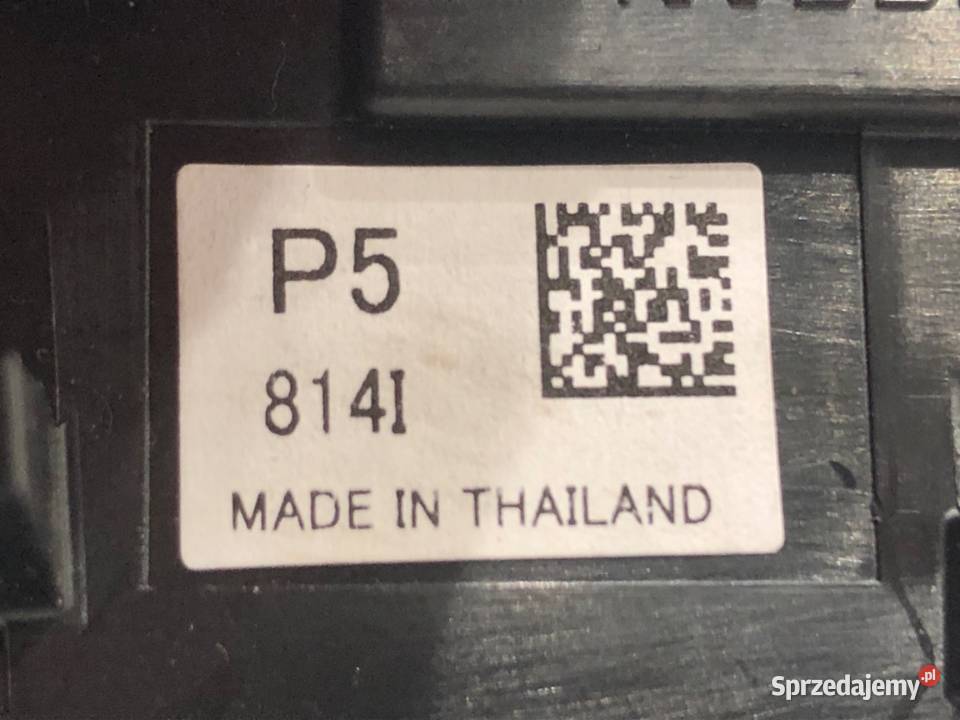 P5
814I
MADE IN THAILAND
Sprzedajemy.pl